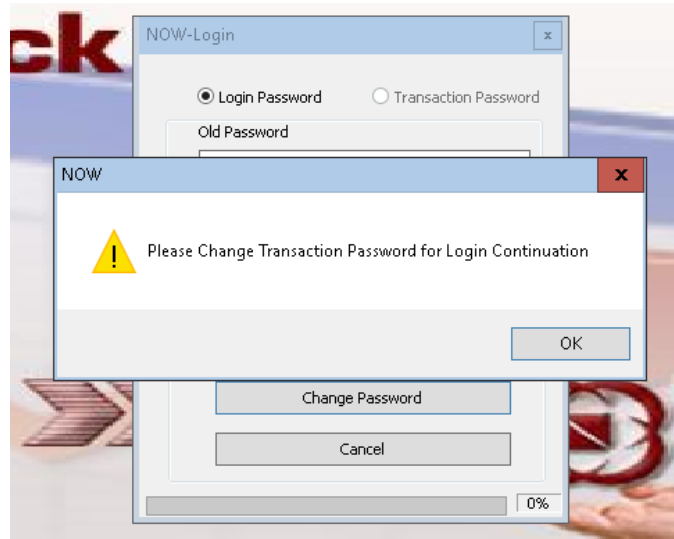 ck
NOW-Login
x
Login Password
Transaction Password
Old Password
NOW
x
!
Please Change Transaction Password for Login Continuation
OK
Change Password
Cancel
0%